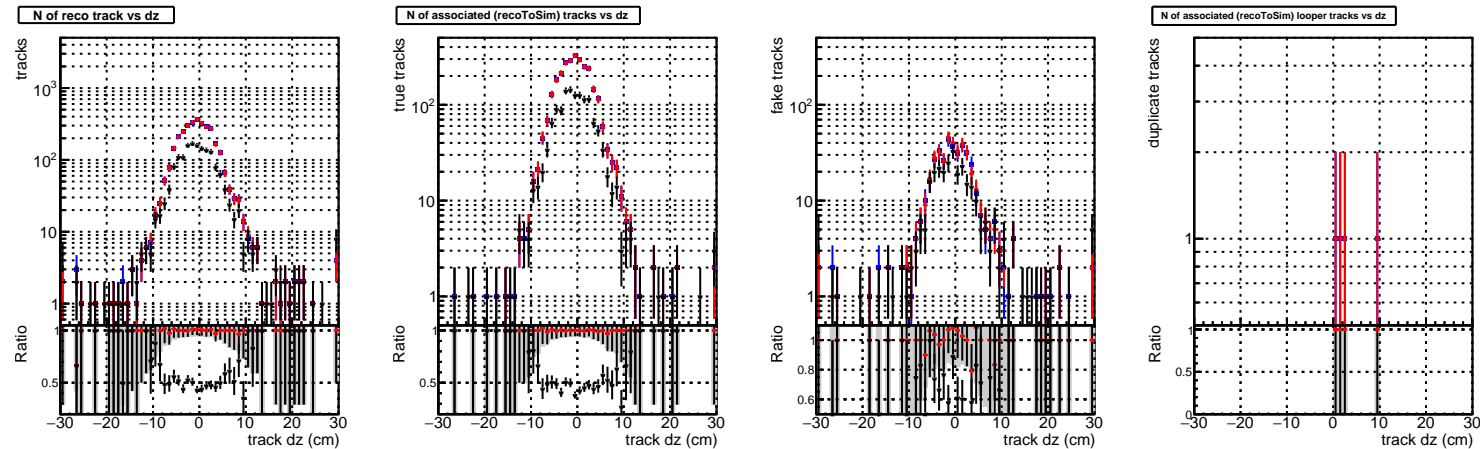 N of reco track vs dz
tracks
10³
10²
10
1
Ratio
1
0.5
−30 −20 −10 0 10 20 30
track dz (cm)
N of associated (recoToSim) tracks vs dz
true tracks
10²
10
1
Ratio
1
0.5
−30 −20 −10 0 10 20 30
track dz (cm)
fake tracks
10²
10
1
Ratio
1.0
0.8
0.6
−30 −20 −10 0 10 20 30
track dz (cm)
N of associated (recoToSim) looper tracks vs dz
duplicate tracks
1
Ratio
1
0.5
0
−30 −20 −10 0 10 20 30
track dz (cm)